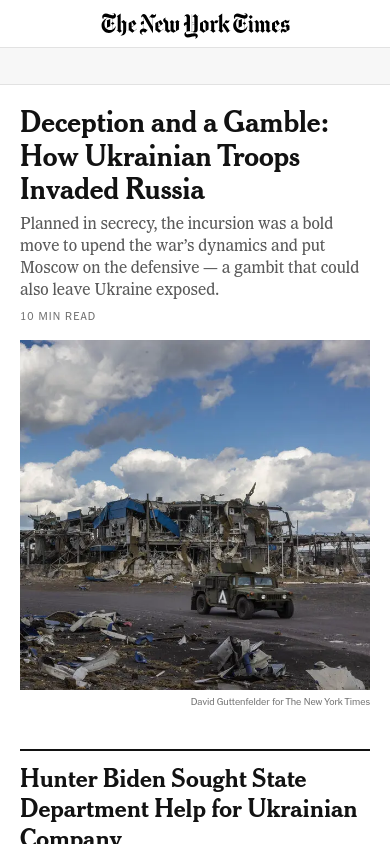 The New York Times
Deception and a Gamble:
How Ukrainian Troops
Invaded Russia
Planned in secrecy, the incursion was a bold
move to upend the war’s dynamics and put
Moscow on the defensive — a gambit that could
also leave Ukraine exposed.
10 MIN READ
David Guttenfelder for The New York Times
Hunter Biden Sought State
Department Help for Ukrainian
Company